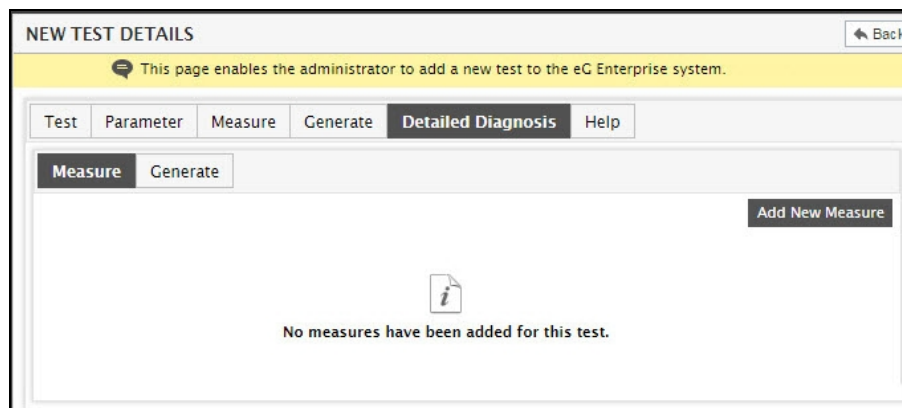 NEW TEST DETAILS
Back
This page enables the administrator to add a new test to the eG Enterprise system.
Test Parameter Measure Generate Detailed Diagnosis Help
Measure Generate
Add New Measure
No measures have been added for this test.